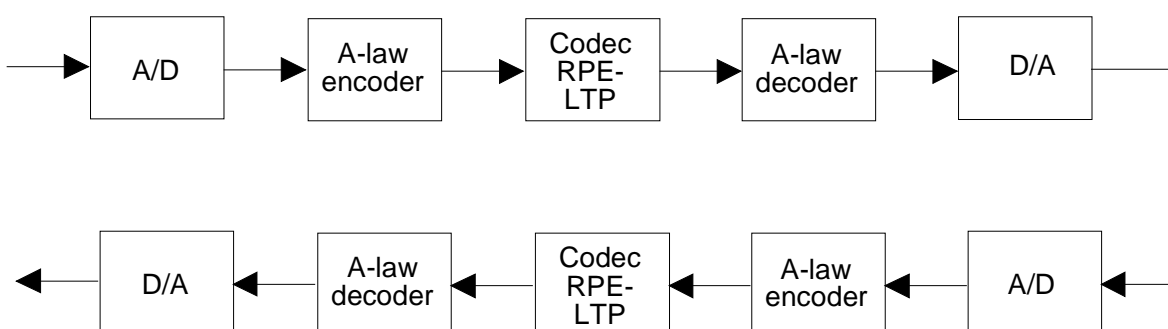 A/D
A-law
encoder
Codec
RPE-
LTP
A-law
decoder
D/A
D/A
A-law
decoder
Codec
RPE-
LTP
A-law
encoder
A/D